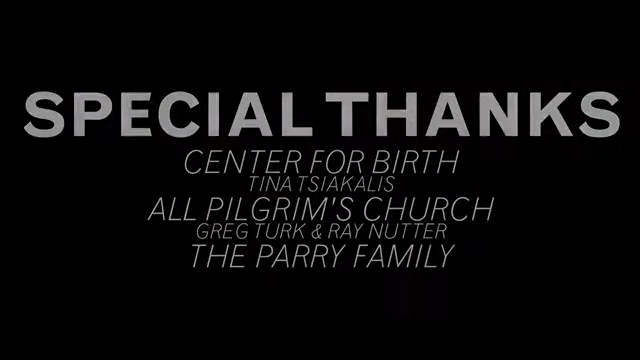 SPECIAL THANKS
CENTER FOR BIRTH
TINA TSIAKALIS
ALL PILGRIM'S CHURCH
GREG TURK & RAY NUTTER
THE PARRY FAMILY